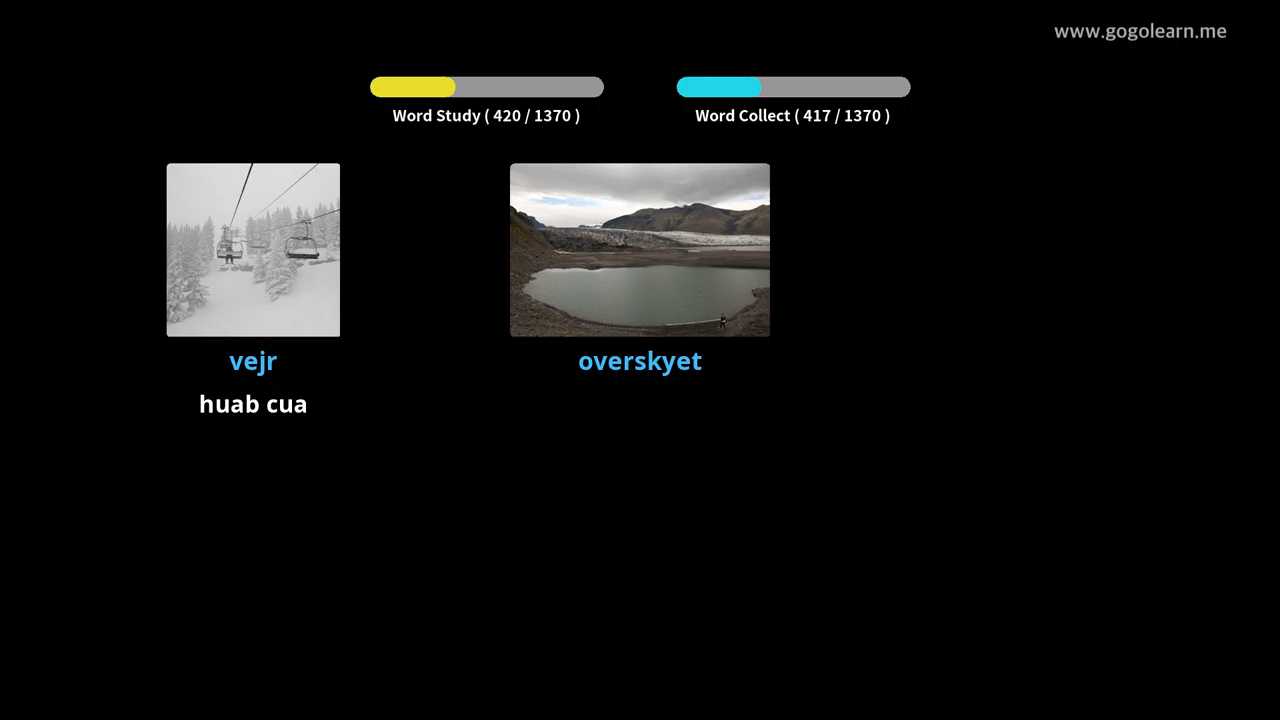 www.gogolearn.me
Word Study ( 420 / 1370 )
Word Collect ( 417 / 1370 )
vejr
overskyet
huab cua